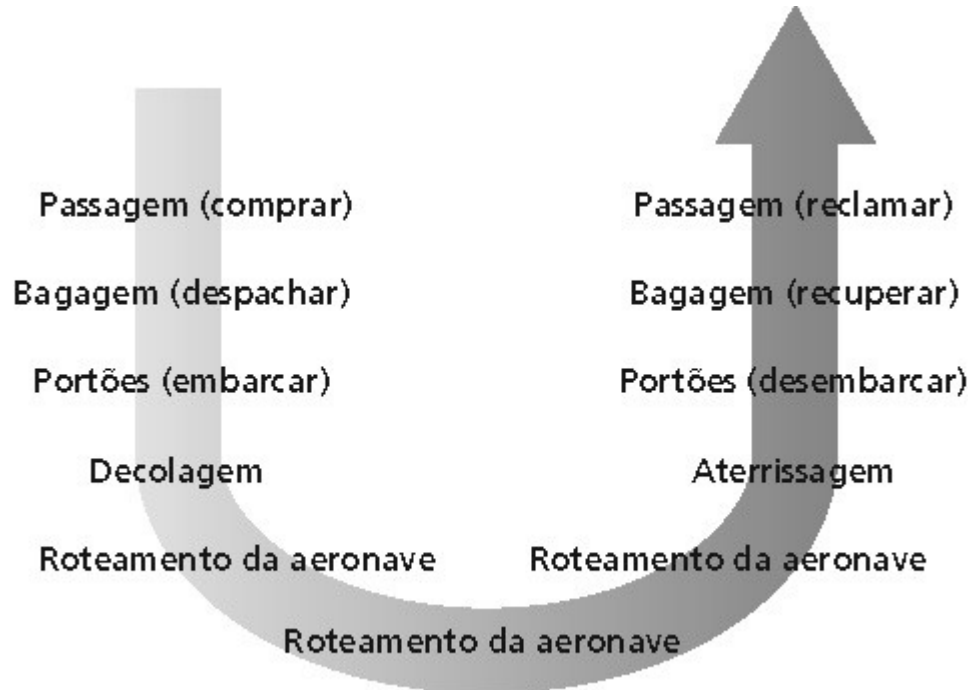 Passagem (comprar)
Bagagem (despachar)
Portões (embarcar)
Decolagem
Roteamento da aeronave
Roteamento da aeronave
Roteamento da aeronave
Aterrissagem
Portões (desembarcar)
Bagagem (recuperar)
Passagem (reclamar)